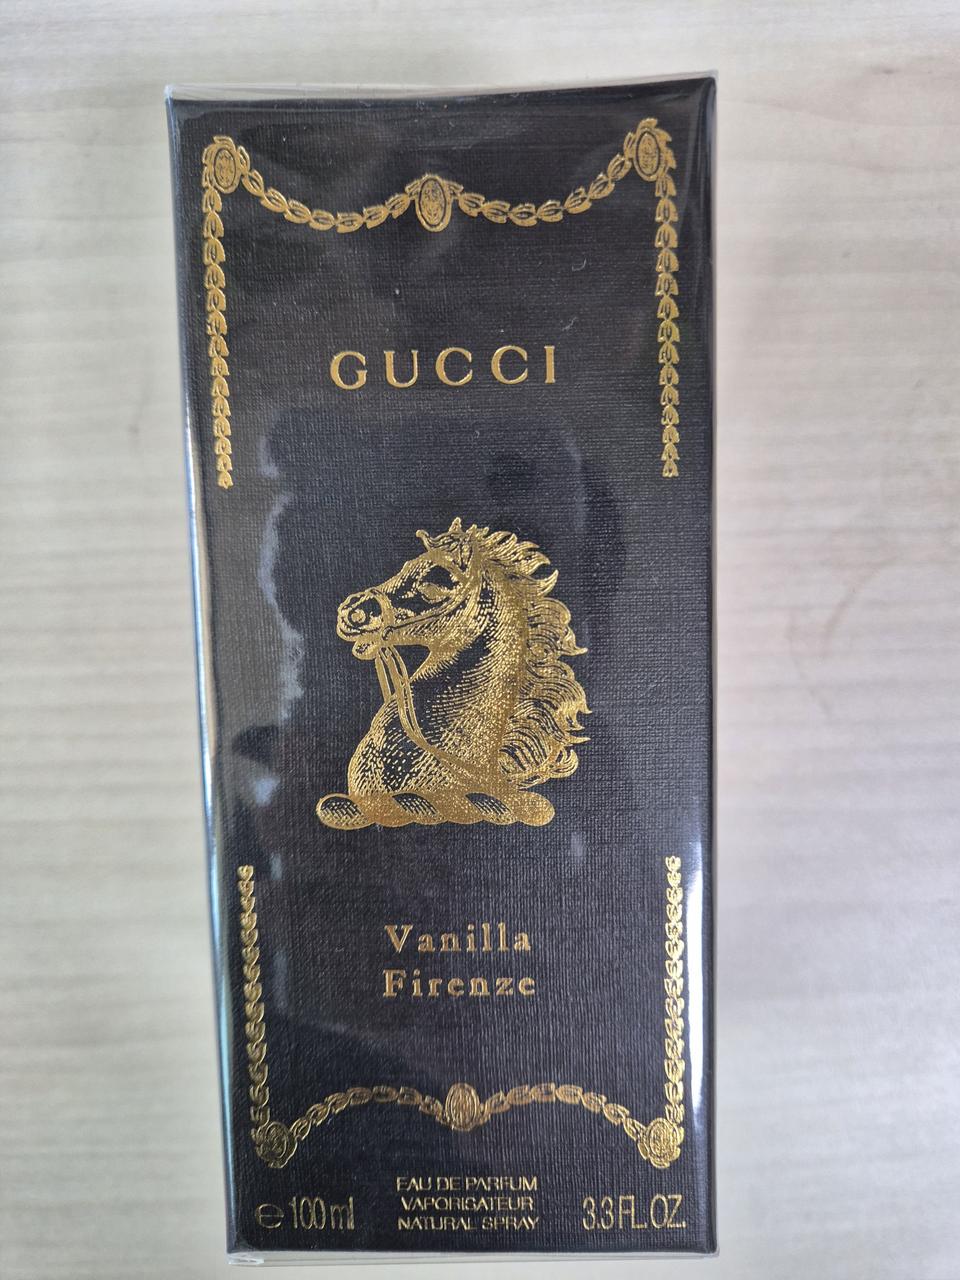 GUCCI
Vanilla
Firenze
EAU DE PARFUM
VAPORISATEUR
NATURAL SPRAY
℮ 100 ml
3.3 FL. OZ.